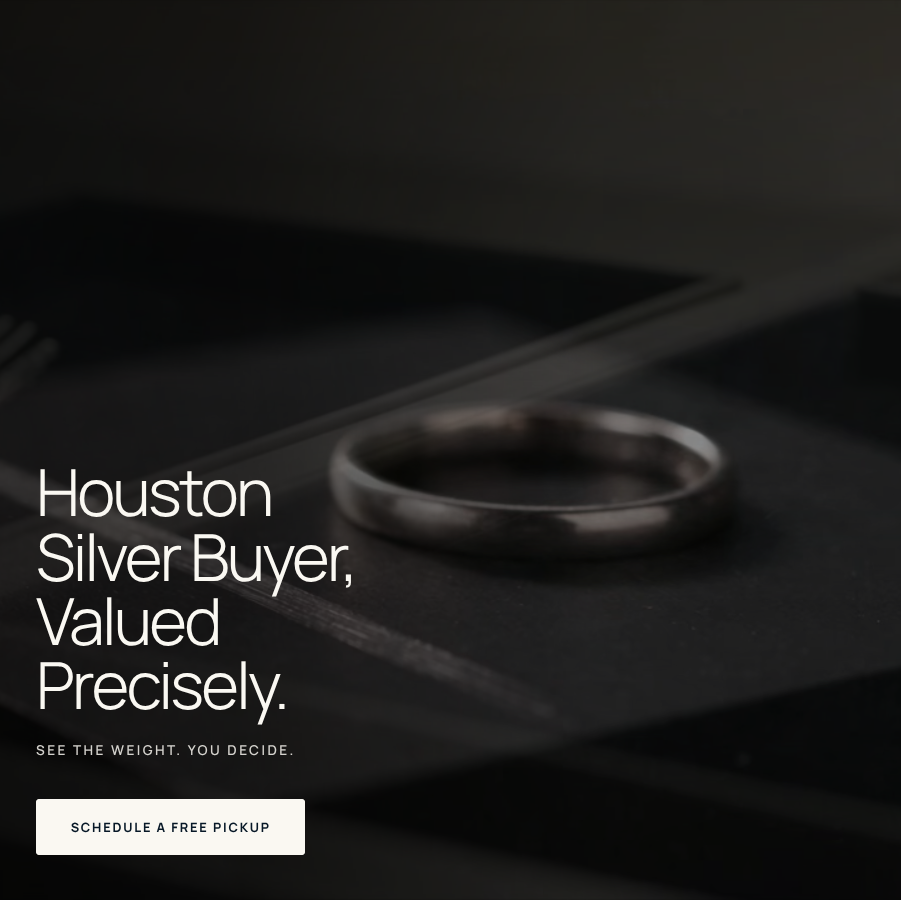 Houston
Silver Buyer,
Valued
Precisely.
SEE THE WEIGHT. YOU DECIDE.
SCHEDULE A FREE PICKUP